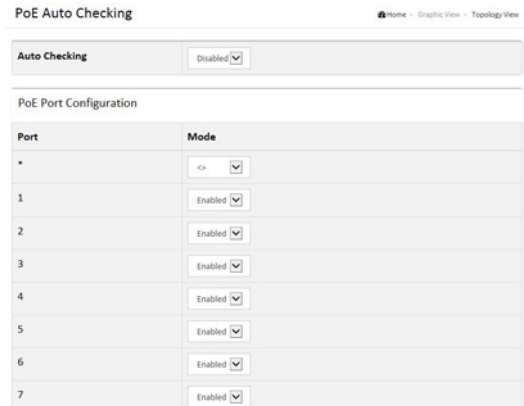 PoE Auto Checking
Home > Graphic View > Topology View
Auto Checking Disabled
PoE Port Configuration
Port Mode
* <>
1 Enabled
2 Enabled
3 Enabled
4 Enabled
5 Enabled
6 Enabled
7 Enabled